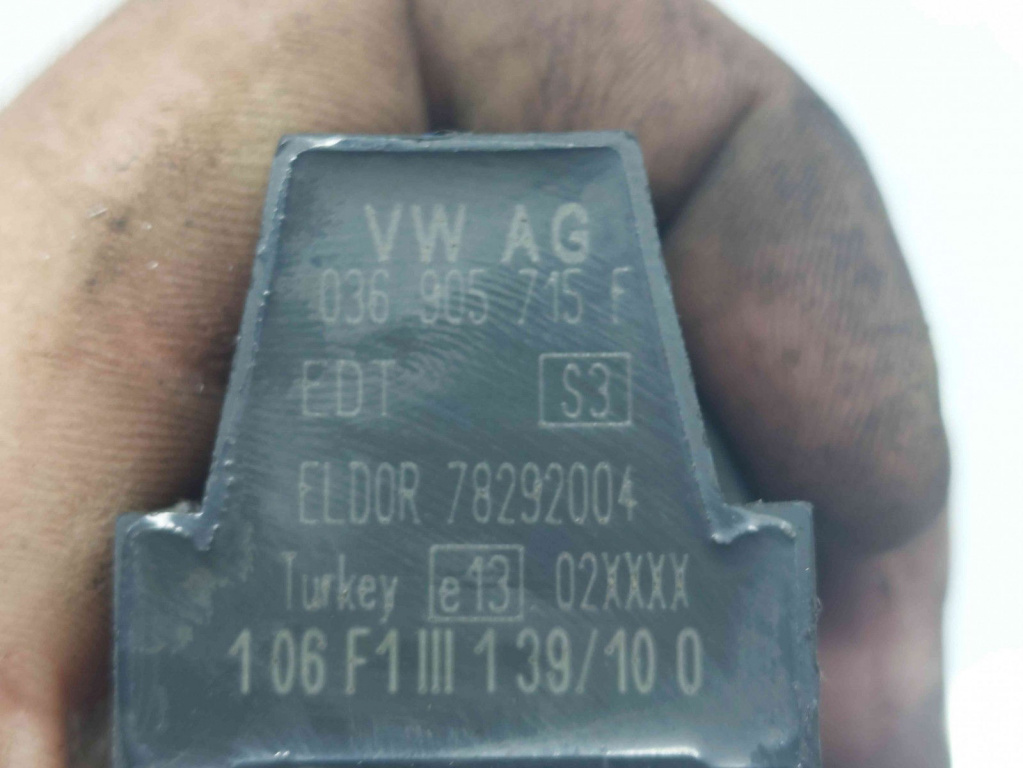 VW AG
036 905 715 F
EDT S3
ELDOR 78292004
Turkey e13 02XXXX
1 06 F1 III 1 39/10 0